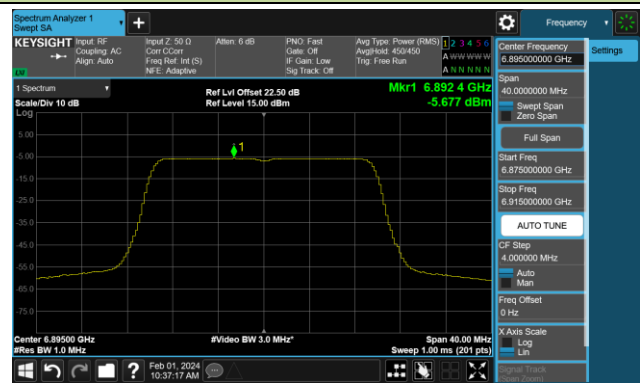 Spectrum Analyzer 1
Swept SA
Frequency
KEYSIGHT
Input: RF
Coupling: AC
Align: Auto
Input Z: 50 Ω
Corr CCorr
Freq Ref: Int (S)
NFE: Adaptive
Atten: 6 dB
PNO: Fast
Gate: Off
IF Gain: Low
Sig Track: Off
Avg Type: Power (RMS)
Avg|Hold: 450/450
Trig: Free Run
1 2 3 4 5 6
A W W W W W
A N N N N N
LV
1 Spectrum
Scale/Div 10 dB
Log
Ref Lvl Offset 22.50 dB
Ref Level 15.00 dBm
Mkr1 6.892 4 GHz
-5.677 dBm
1
5.00
-5.00
-15.0
-25.0
-35.0
-45.0
-55.0
-65.0
-75.0
Center 6.89500 GHz
#Res BW 1.0 MHz
#Video BW 3.0 MHz*
Span 40.00 MHz
Sweep 1.00 ms (201 pts)
Feb 01, 2024
10:37:17 AM
Settings
Center Frequency
6.895000000 GHz
Span
40.0000000 MHz
Swept Span
Zero Span
Full Span
Start Freq
6.875000000 GHz
Stop Freq
6.915000000 GHz
AUTO TUNE
CF Step
4.000000 MHz
Auto
Man
Freq Offset
0 Hz
X Axis Scale
Log
Lin
Signal Track
(Span Zoom)